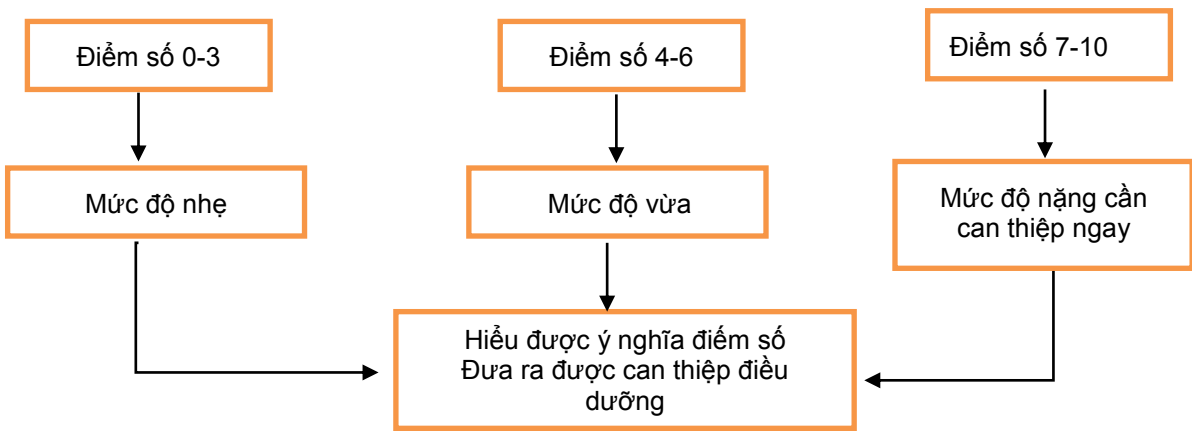 Điểm số 0-3
Điểm số 4-6
Điểm số 7-10
Mức độ nhẹ
Mức độ vừa
Mức độ nặng cần
can thiệp ngay
Hiểu được ý nghĩa điếm số
Đưa ra được can thiệp điều
dưỡng